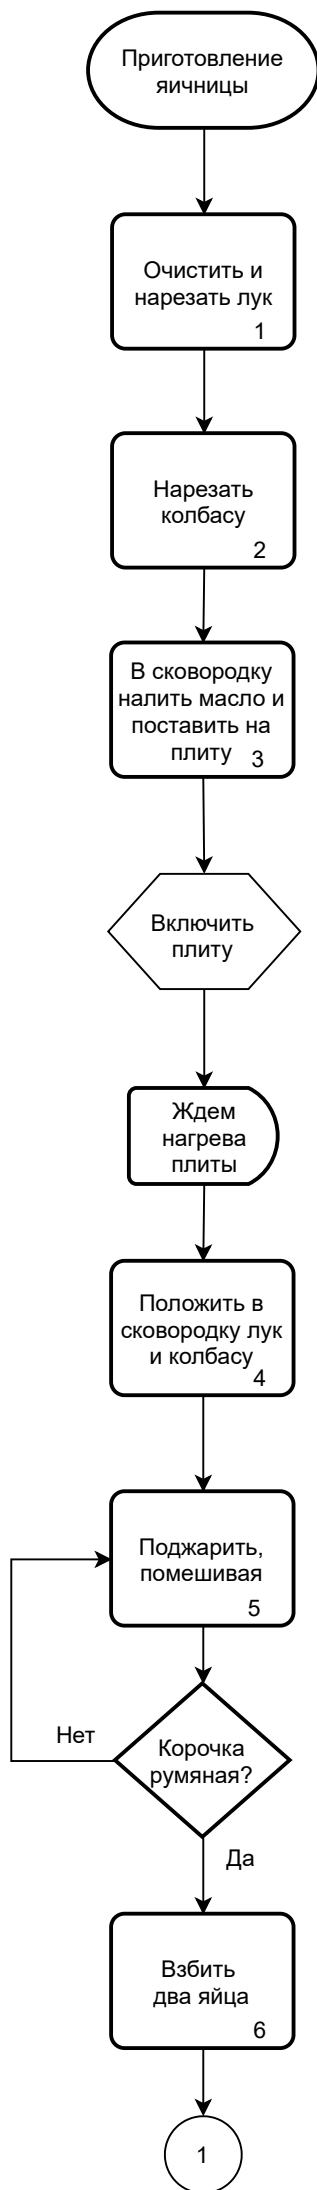 Приготовление
яичницы
Очистить и
нарезать лук
1
Нарезать
колбасу
2
В сковородку
налить масло и
поставить на
плиту 3
Включить
плиту
Ждем
нагрева
плиты
Положить в
сковородку лук
и колбасу
4
Поджарить,
помешивая
5
Нет
Корочка
румяная?
Да
Взбить
два яйца
6
1